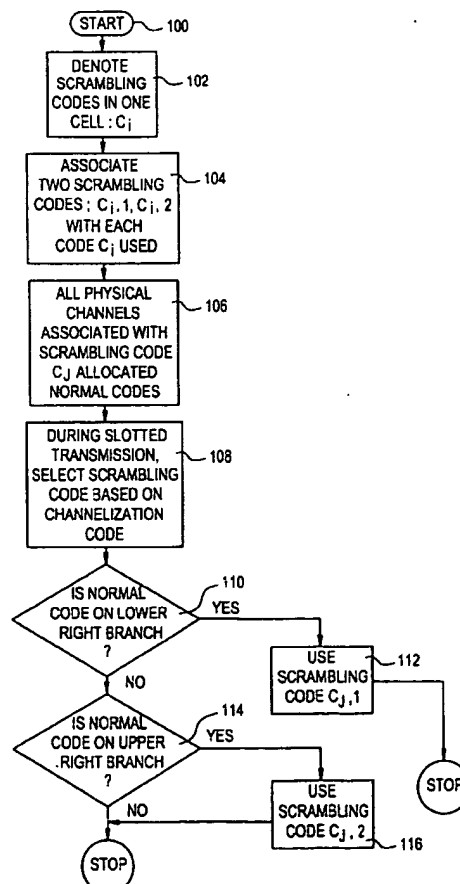 START
100
DENOTE
SCRAMBLING
CODES IN ONE
CELL : Ci
102
ASSOCIATE
TWO SCRAMBLING
CODES : Ci,1, Ci,2
WITH EACH
CODE Ci USED
104
ALL PHYSICAL
CHANNELS
ASSOCIATED WITH
SCRAMBLING CODE
CJ ALLOCATED
NORMAL CODES
106
DURING SLOTTED
TRANSMISSION,
SELECT SCRAMBLING
CODE BASED ON
CHANNELIZATION
CODE
108
IS NORMAL
CODE ON LOWER
RIGHT BRANCH
?
110
YES
USE
SCRAMBLING
CODE Cj,1
112
NO
STOP
IS NORMAL
CODE ON UPPER
RIGHT BRANCH
?
114
YES
USE
SCRAMBLING
CODE Cj,2
116
NO
STOP